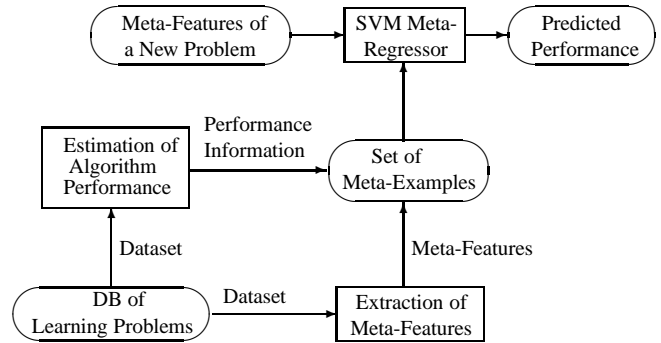 Meta-Features of
a New Problem
SVM Meta-
Regressor
Predicted
Performance
Estimation of
Algorithm
Performance
Performance
Information
Set of
Meta-Examples
Dataset
Meta-Features
DB of
Learning Problems
Dataset
Extraction of
Meta-Features